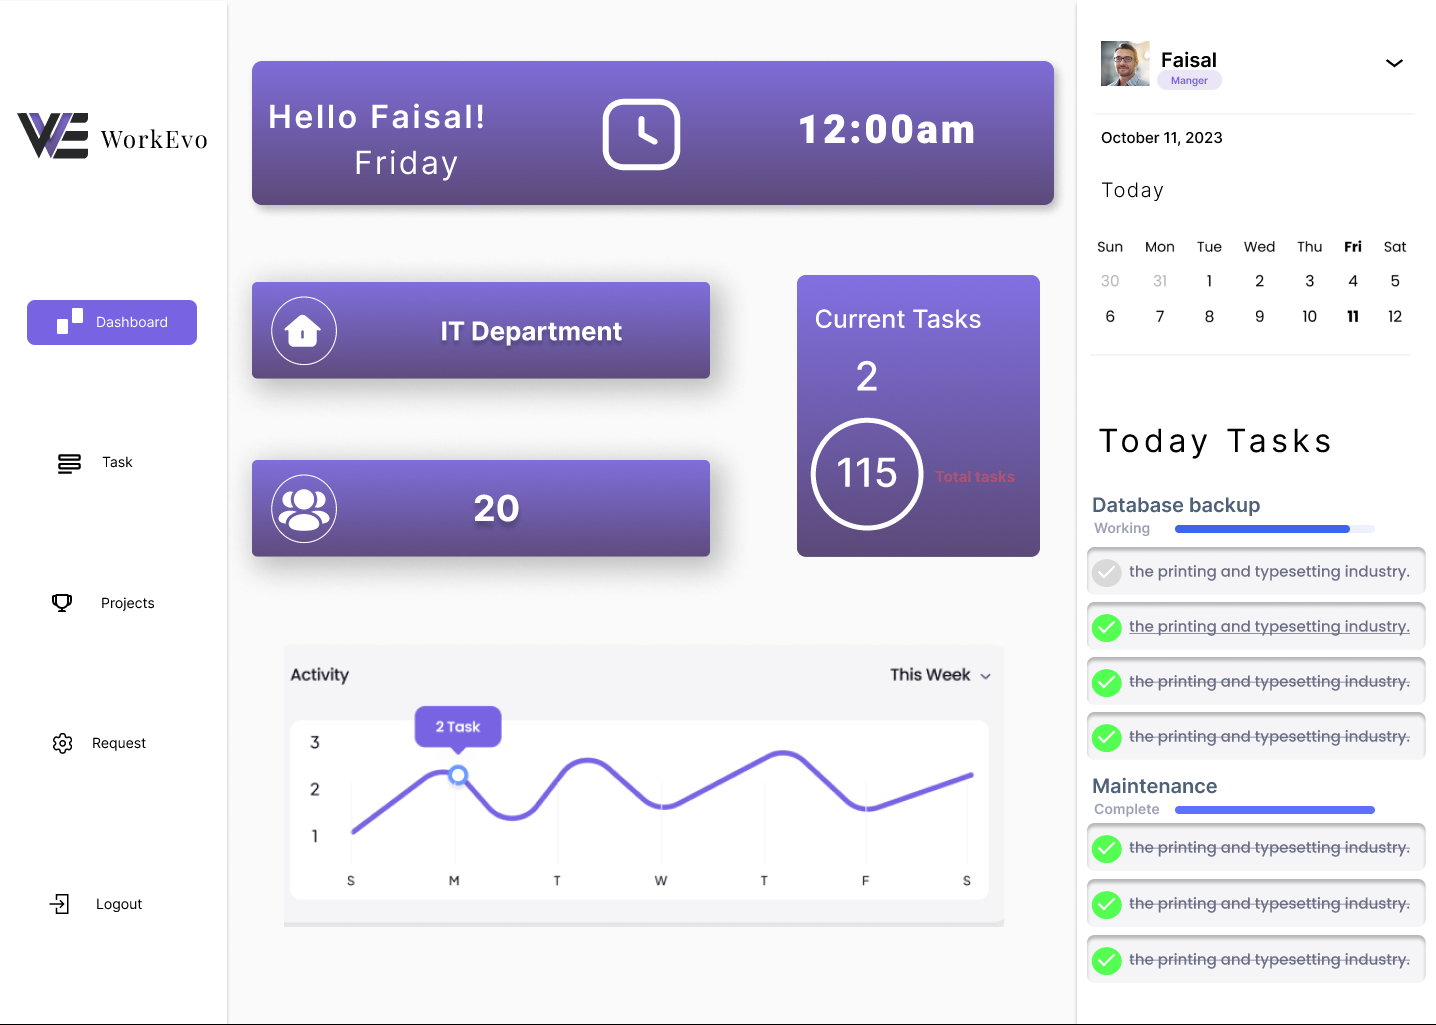 WorkEvo
Dashboard
Task
Projects
Request
Logout
Hello Faisal!
Friday
12:00am
IT Department
20
Current Tasks
2
115
Total tasks
Activity
This Week
2 Task
3
2
1
S M T W T F S
Faisal
Manger
October 11, 2023
Today
Sun Mon Tue Wed Thu Fri Sat
30 31 1 2 3 4 5
6 7 8 9 10 11 12
Today Tasks
Database backup
Working
the printing and typesetting industry.
the printing and typesetting industry.
the printing and typesetting industry.
the printing and typesetting industry.
Maintenance
Complete
the printing and typesetting industry.
the printing and typesetting industry.
the printing and typesetting industry.